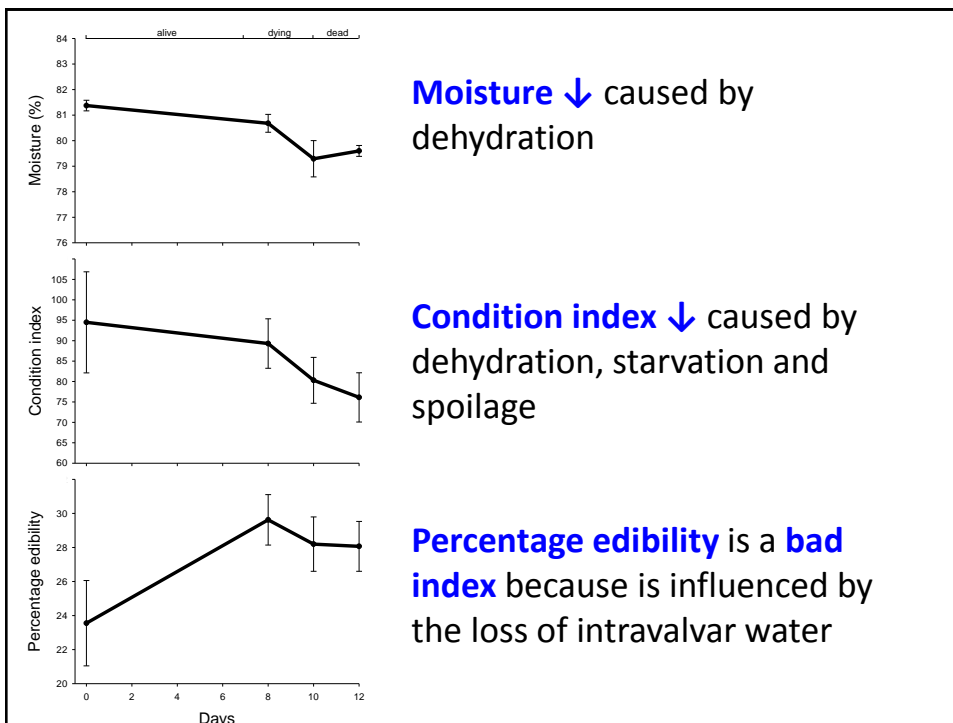 alive dying dead
84
83
82
81
80
79
78
77
76
Moisture (%)
Moisture ↓ caused by
dehydration
105
100
95
90
85
80
75
70
65
60
Condition index
Condition index ↓ caused by
dehydration, starvation and
spoilage
30
28
26
24
22
20
Percentage edibility
0 2 4 6 8 10 12
Days
Percentage edibility is a bad
index because is influenced by
the loss of intravalvar water